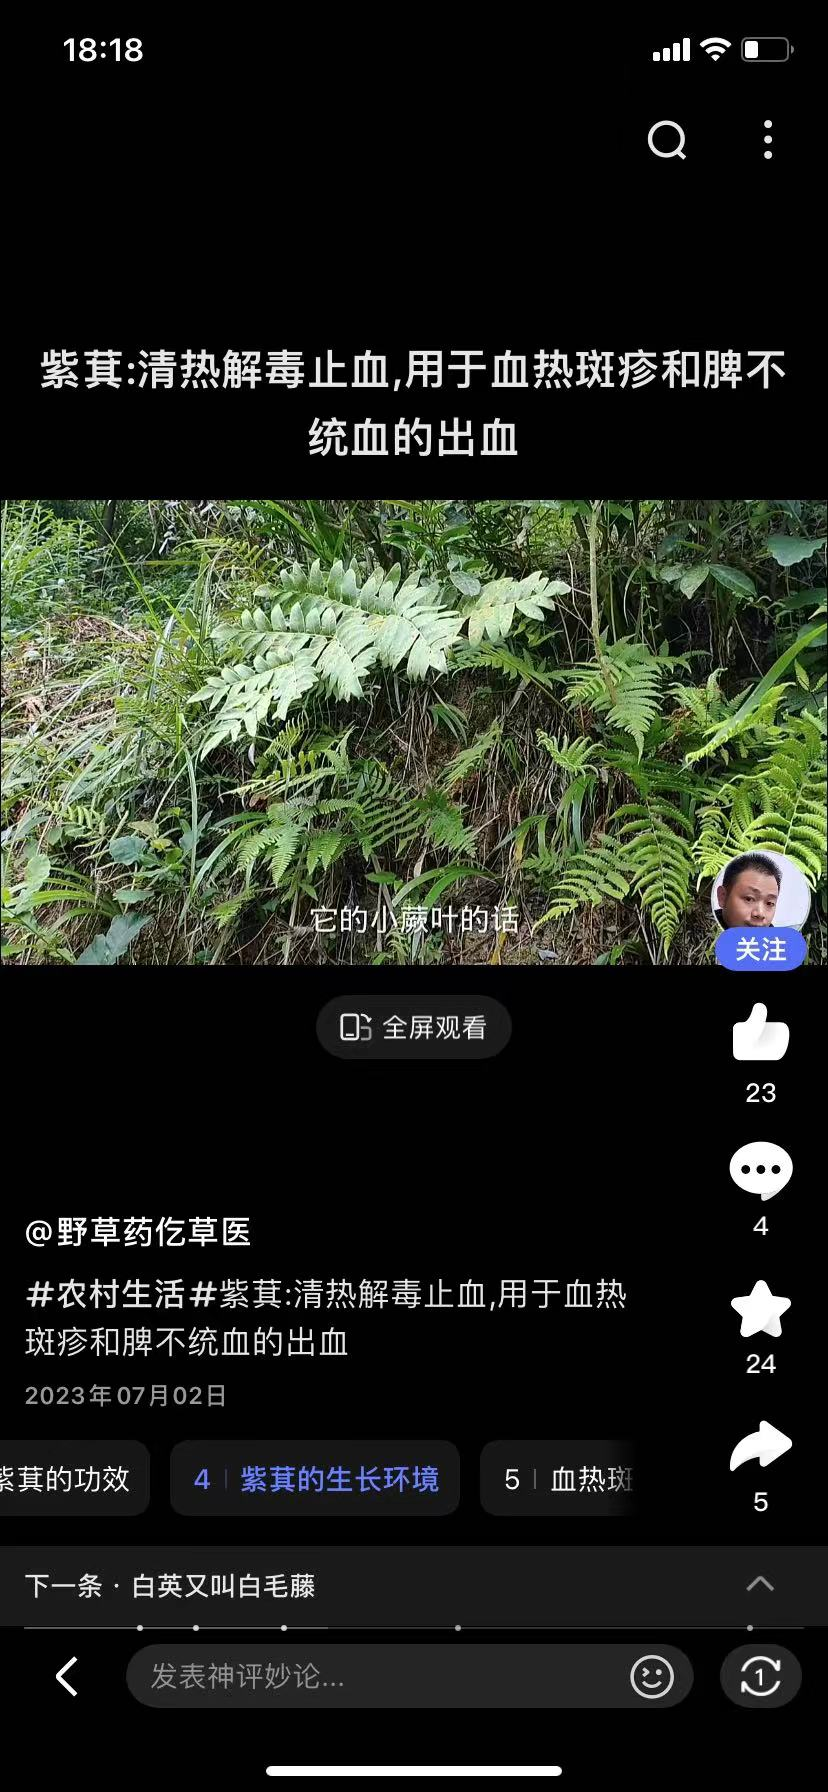 18:18
紫萁:清热解毒止血,用于血热斑疹和脾不
统血的出血
它的小蕨叶的话
关注
全屏观看
23
4
@野草药仡草医
#农村生活#紫萁:清热解毒止血,用于血热
斑疹和脾不统血的出血
24
2023年07月02日
紫萁的功效
4 紫萁的生长环境
5 血热斑
5
下一条 · 白英又叫白毛藤
发表神评妙论...
1